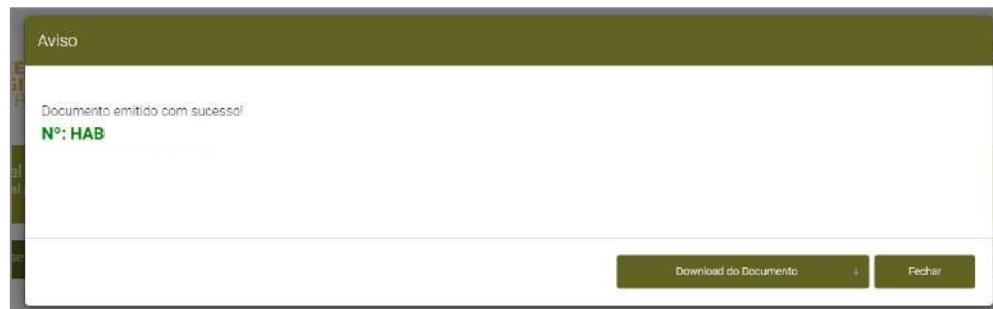 Aviso
Documento emitido com sucesso!
Nº: HAB
Download do Documento ↓
Fechar